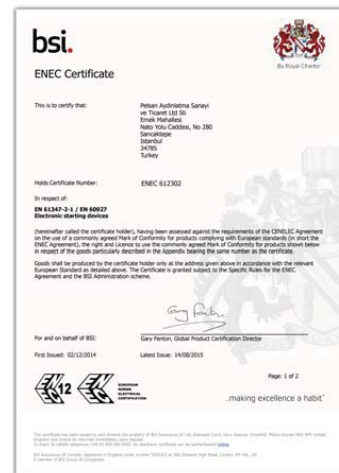 bsi.
By Royal Charter
ENEC Certificate
This is to certify that:
Pelsan Aydinlatma Sanayi
ve Ticaret Ltd Sti
Emek Mahallesi
Nato Yolu Caddesi, No 280
Sancaktepe
Istanbul
34785
Turkey
Holds Certificate Number:
ENEC 612302
In respect of:
EN 61347-2-1 / EN 60927
Electronic starting devices
(hereinafter called the certificate holder), having been assessed against the requirements of the CENELEC Agreement
on the use of a commonly agreed Mark of Conformity for products complying with European standards (in short the
ENEC Agreement), the right and Licence to use the commonly agreed Mark of Conformity for products shown below
in respect of the goods particularly described in the Appendix bearing the same number as the certificate.
Goods shall be produced by the certificate holder only at the address given above in accordance with the relevant
European Standard as detailed above. The Certificate is granted subject to the Specific Rules for the ENEC
Agreement and the BSI Administration scheme.
For and on behalf of BSI:
Gary Fenton, Global Product Certification Director
First Issued: 02/12/2014
Latest Issue: 14/08/2015
Page: 1 of 2
12
EUROPEAN
NORMS
ELECTRICAL
CERTIFICATION
...making excellence a habit.™